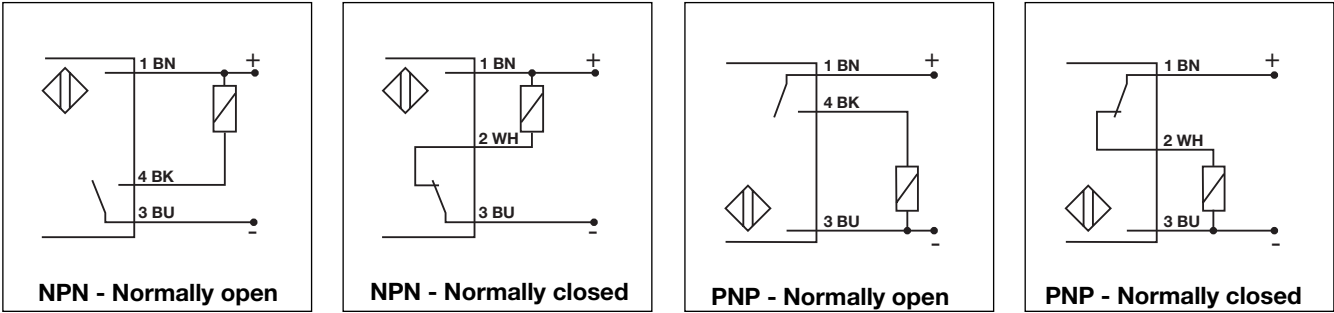 1 BN
+
4 BK
3 BU
-
NPN - Normally open
1 BN
+
2 WH
3 BU
-
NPN - Normally closed
1 BN
+
4 BK
3 BU
-
PNP - Normally open
1 BN
+
2 WH
3 BU
-
PNP - Normally closed